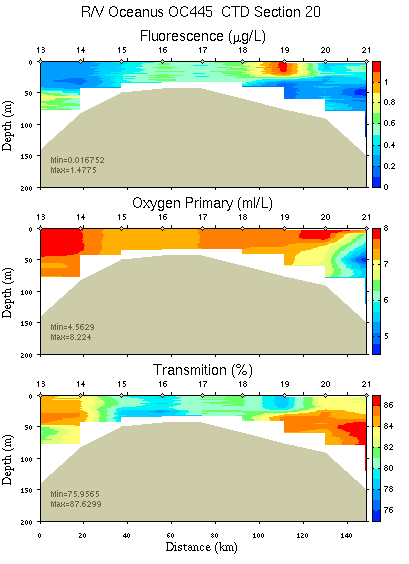 R/V Oceanus OC445 CTD Section 20
Fluorescence (μg/L)
13 14 15 16 17 18 19 20 21
0
50
100
150
200
Depth (m)
Min=0.016752
Max=1.4775
1
0.8
0.6
0.4
0.2
0
Oxygen Primary (ml/L)
13 14 15 16 17 18 19 20 21
0
50
100
150
200
Depth (m)
Min=4.5629
Max=8.224
8
7
6
5
Transmition (%)
13 14 15 16 17 18 19 20 21
0
50
100
150
200
Depth (m)
Min=75.9565
Max=87.6299
86
84
82
80
78
76
0 20 40 60 80 100 120 140
Distance (km)